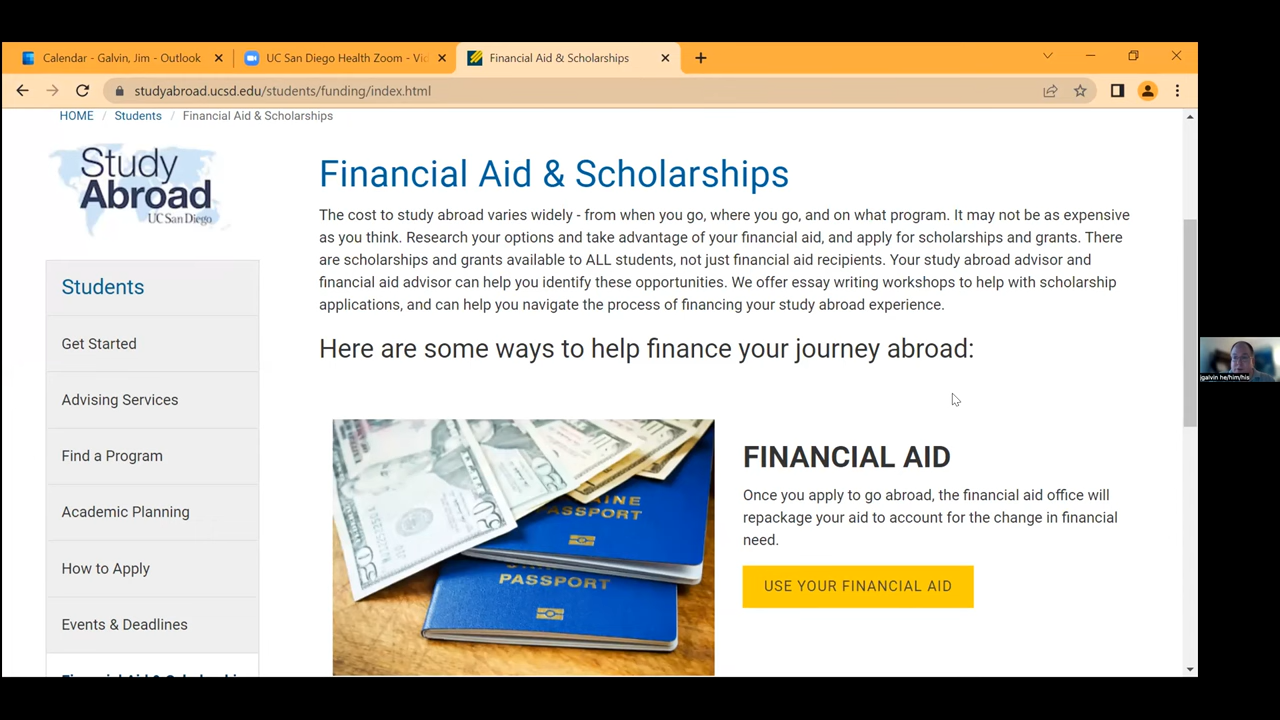 Calendar - Galvin, Jim - Outlook
UC San Diego Health Zoom - Vic
Financial Aid & Scholarships
studyabroad.ucsd.edu/students/funding/index.html
HOME / Students / Financial Aid & Scholarships
Study
Abroad
UC San Diego
Students
Get Started
Advising Services
Find a Program
Academic Planning
How to Apply
Events & Deadlines
Financial Aid & Scholarships
The cost to study abroad varies widely - from when you go, where you go, and on what program. It may not be as expensive
as you think. Research your options and take advantage of your financial aid, and apply for scholarships and grants. There
are scholarships and grants available to ALL students, not just financial aid recipients. Your study abroad advisor and
financial aid advisor can help you identify these opportunities. We offer essay writing workshops to help with scholarship
applications, and can help you navigate the process of financing your study abroad experience.
Here are some ways to help finance your journey abroad:
50
AINE
PASSPORT
PASSPORT
FINANCIAL AID
Once you apply to go abroad, the financial aid office will
repackage your aid to account for the change in financial
need.
USE YOUR FINANCIAL AID
jgalvin he/him/his